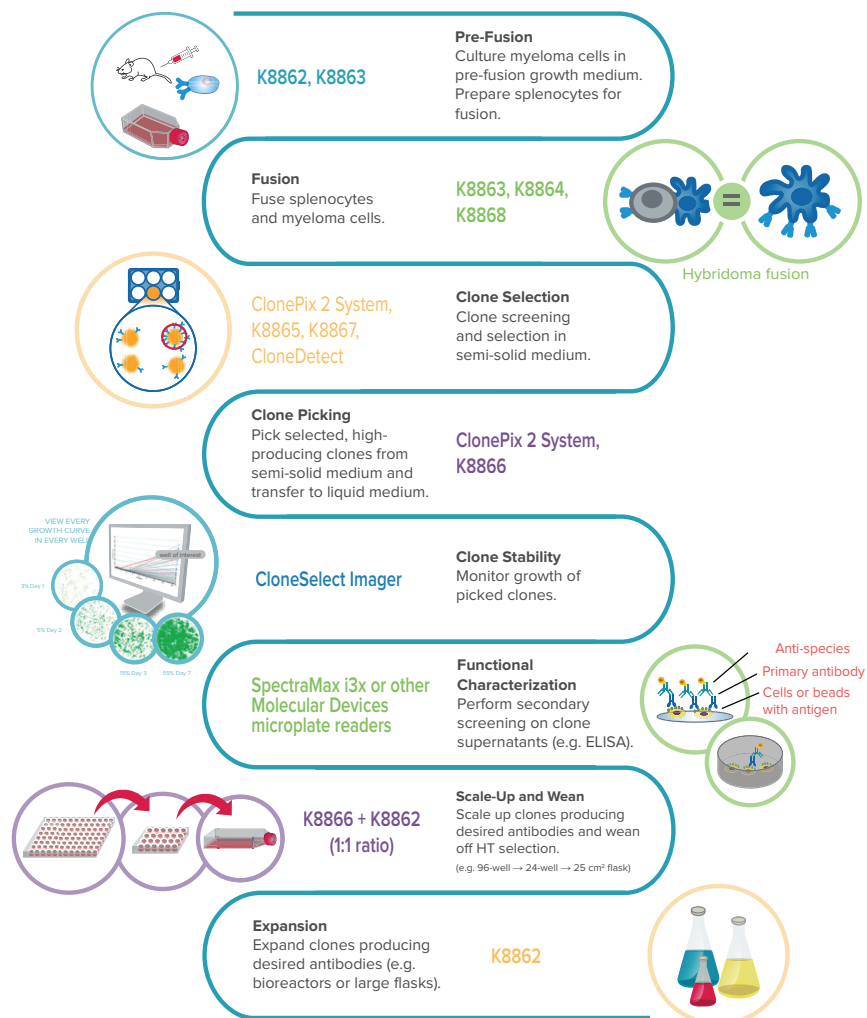 K8862, K8863
Pre-Fusion
Culture myeloma cells in
pre-fusion growth medium.
Prepare splenocytes for
fusion.
Fusion
Fuse splenocytes
and myeloma cells.
K8863, K8864,
K8868
=
Hybridoma fusion
ClonePix 2 System,
K8865, K8867,
CloneDetect
Clone Selection
Clone screening
and selection in
semi-solid medium.
Clone Picking
Pick selected, high-
producing clones from
semi-solid medium and
transfer to liquid medium.
ClonePix 2 System,
K8866
VIEW EVERY
GROWTH CURVE
IN EVERY WELL
well of interest
3% Day 1
5% Day 2
15% Day 3
55% Day 7
CloneSelect Imager
Clone Stability
Monitor growth of
picked clones.
SpectraMax i3x or other
Molecular Devices
microplate readers
Functional
Characterization
Perform secondary
screening on clone
supernatants (e.g. ELISA).
Anti-species
Primary antibody
Cells or beads
with antigen
K8866 + K8862
(1:1 ratio)
Scale-Up and Wean
Scale up clones producing
desired antibodies and wean
off HT selection.
(e.g. 96-well → 24-well → 25 cm² flask)
Expansion
Expand clones producing
desired antibodies (e.g.
bioreactors or large flasks).
K8862